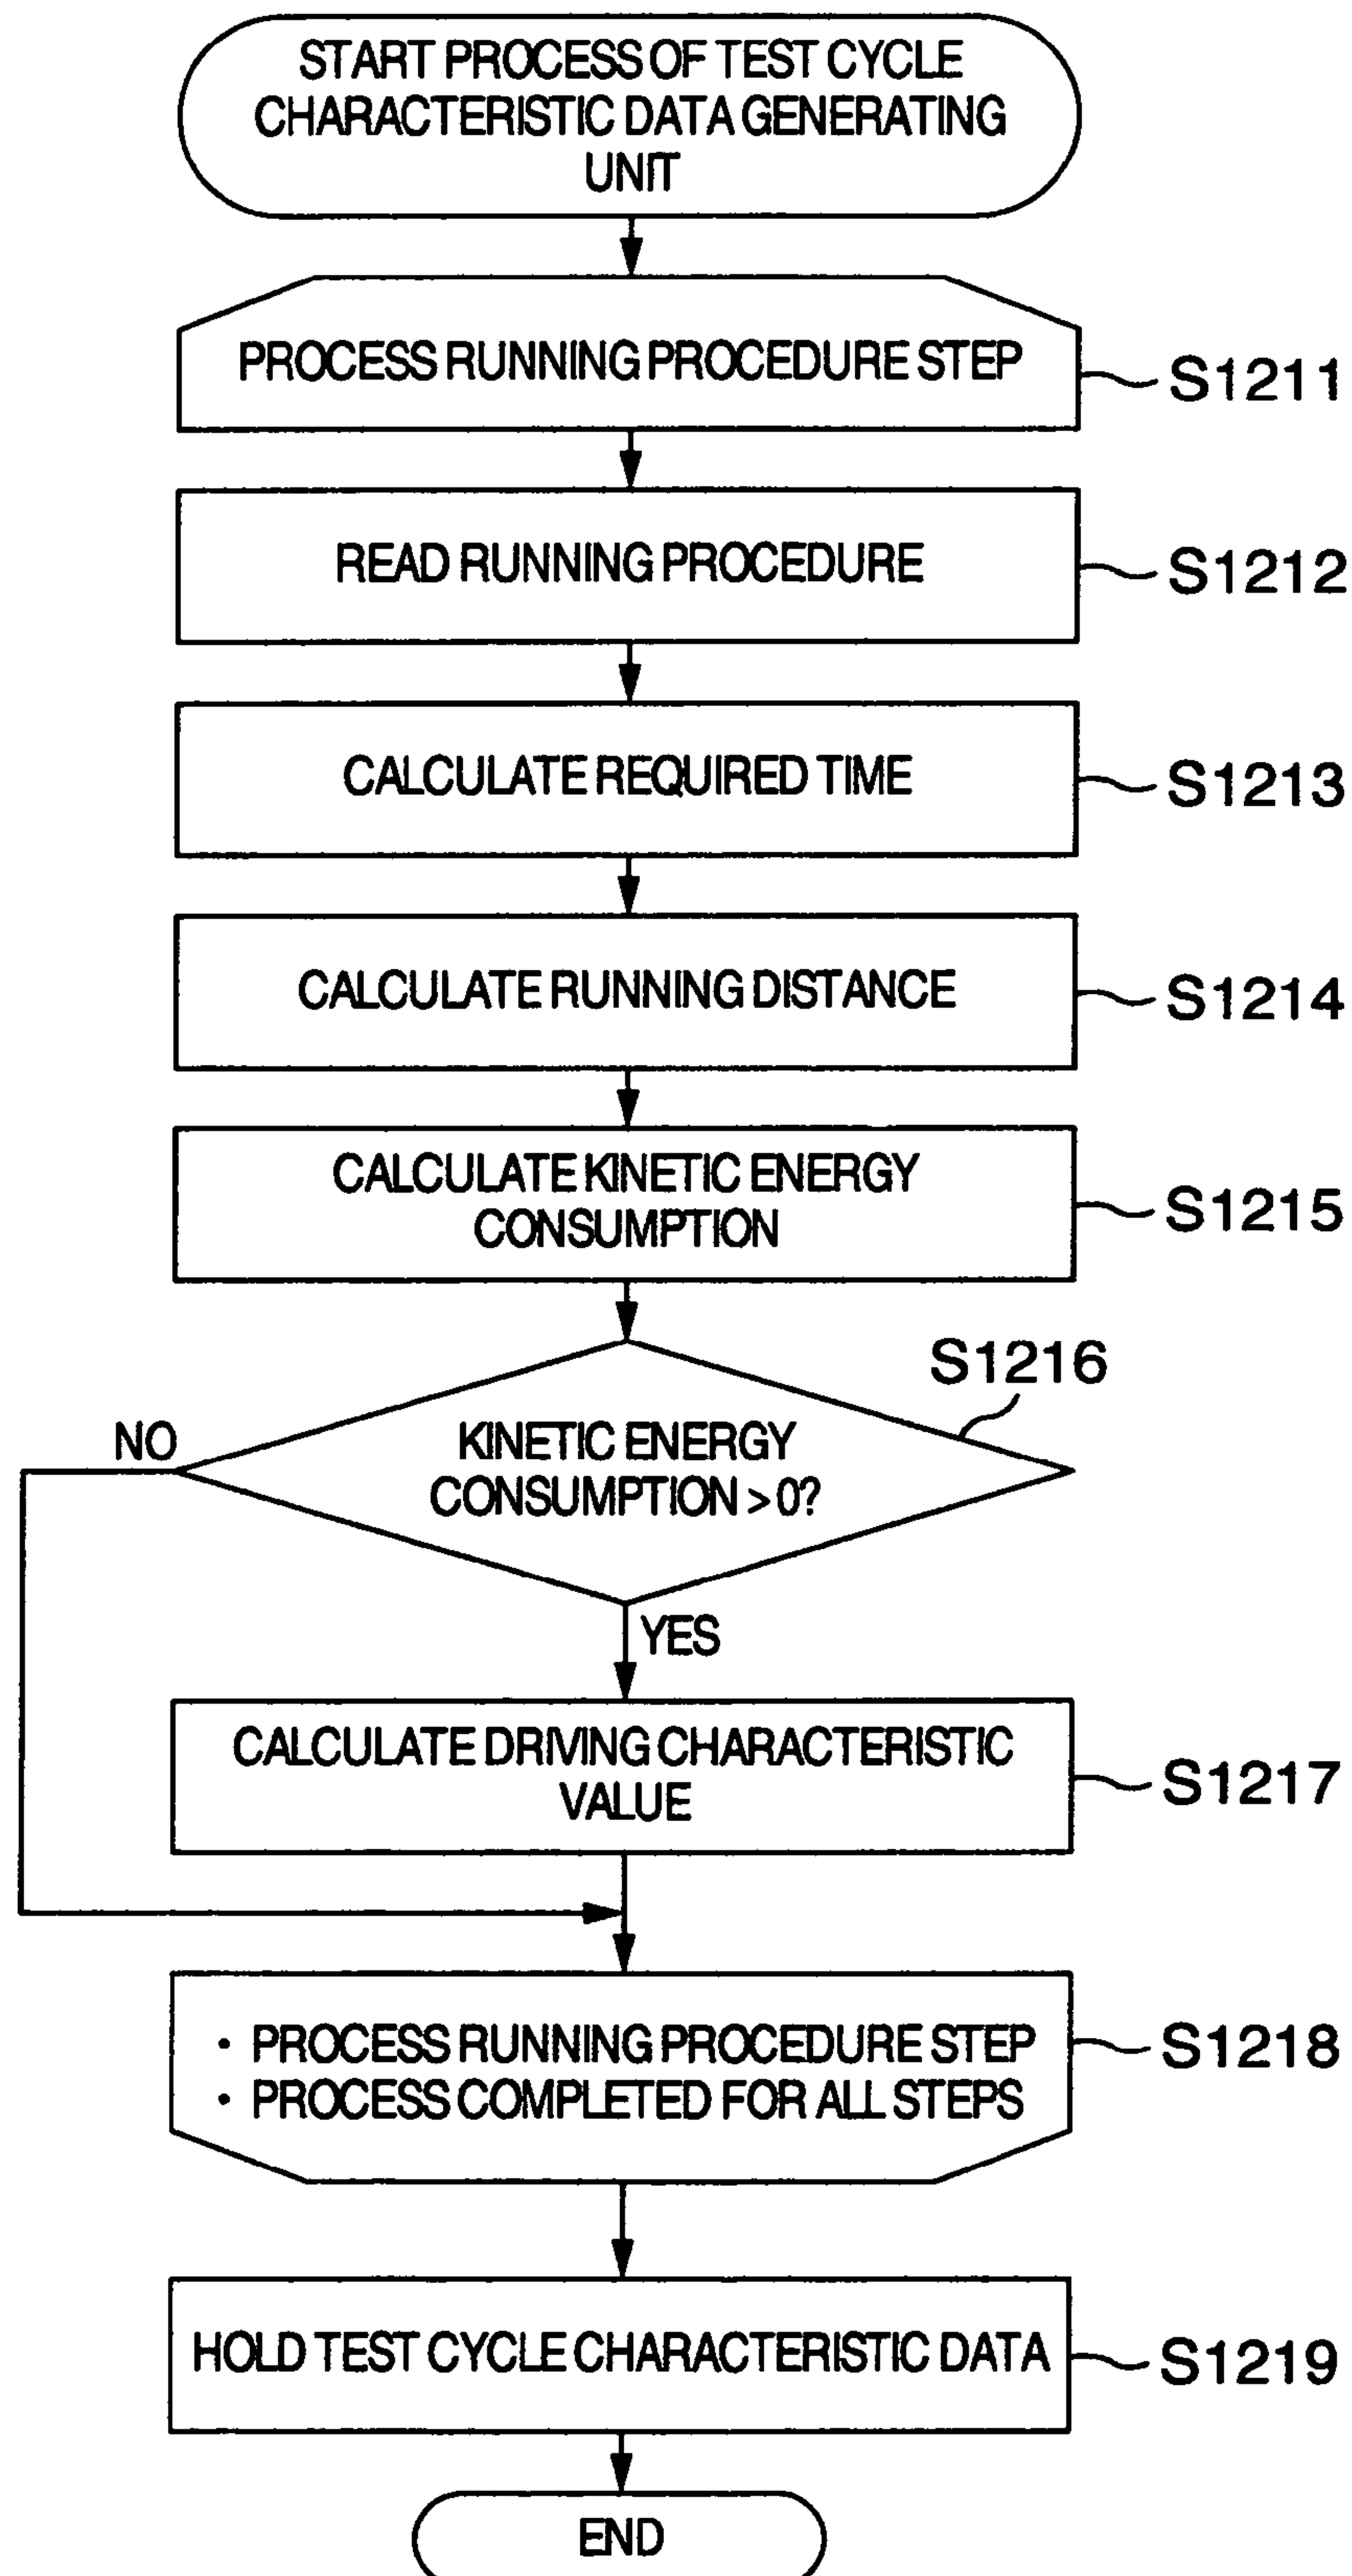 START PROCESS OF TEST CYCLE
CHARACTERISTIC DATA GENERATING
UNIT
PROCESS RUNNING PROCEDURE STEP
S1211
READ RUNNING PROCEDURE
S1212
CALCULATE REQUIRED TIME
S1213
CALCULATE RUNNING DISTANCE
S1214
CALCULATE KINETIC ENERGY
CONSUMPTION
S1215
S1216
NO
KINETIC ENERGY
CONSUMPTION > 0?
YES
CALCULATE DRIVING CHARACTERISTIC
VALUE
S1217
· PROCESS RUNNING PROCEDURE STEP
· PROCESS COMPLETED FOR ALL STEPS
S1218
HOLD TEST CYCLE CHARACTERISTIC DATA
S1219
END